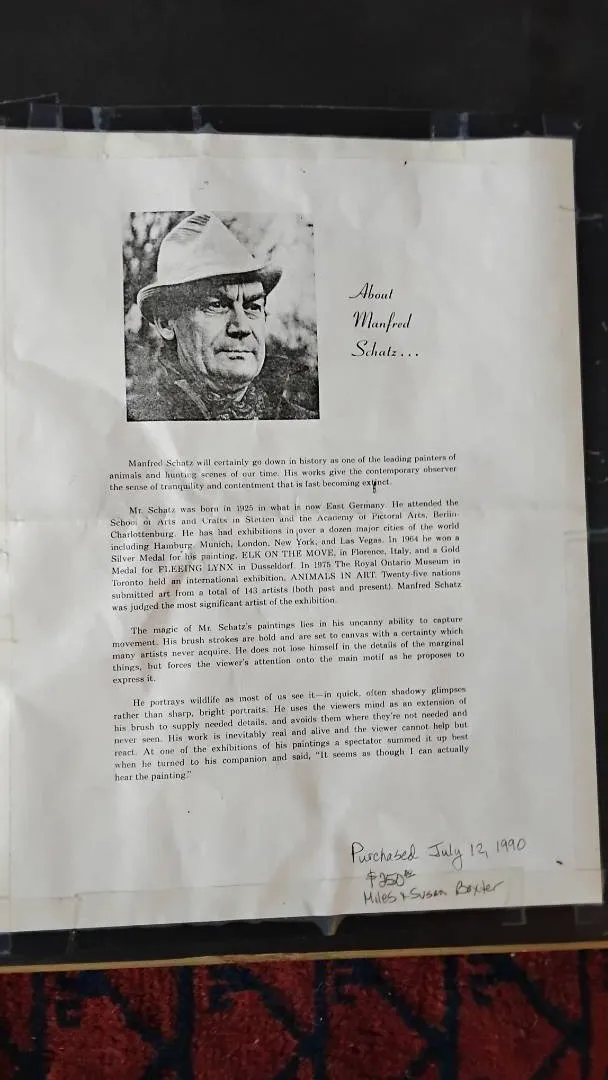 About
Manfred
Schatz...
Manfred Schatz will certainly go down in history as one of the leading painters of
animals and hunting scenes of our time. His works give the contemporary observer
the sense of tranquility and contentment that is fast becoming extinct.
Mr. Schatz was born in 1925 in what is now East Germany. He attended the
School of Arts and Crafts in Stetten and the Academy of Pictoral Arts, Berlin-
Charlottenburg. He has had exhibitions in over a dozen major cities of the world
including Hamburg, Munich, London, New York, and Las Vegas. In 1964 he won a
Silver Medal for his painting, ELK ON THE MOVE, in Florence, Italy, and a Gold
Medal for FLEEING LYNX in Dusseldorf. In 1975 The Royal Ontario Museum in
Toronto held an international exhibition, ANIMALS IN ART. Twenty-five nations
submitted art from a total of 143 artists (both past and present). Manfred Schatz
was judged the most significant artist of the exhibition.
The magic of Mr. Schatz's paintings lies in his uncanny ability to capture
movement. His brush strokes are bold and are set to canvas with a certainty which
many artists never acquire. He does not lose himself in the details of the marginal
things, but forces the viewer's attention onto the main motif as he proposes to
express it.
He portrays wildlife as most of us see it—in quick, often shadowy glimpses
rather than sharp, bright portraits. He uses the viewers mind as an extension of
his brush to supply needed details, and avoids them where they're not needed and
never seen. His work is inevitably real and alive and the viewer cannot help but
react. At one of the exhibitions of his paintings a spectator summed it up best
when he turned to his companion and said, "It seems as though I can actually
hear the painting."
Purchased July 12, 1990
$250
Miles & Susan Baxter